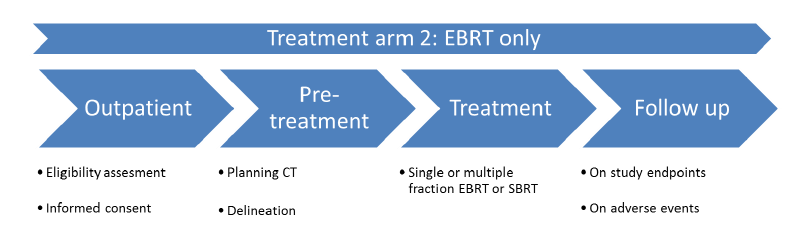 Treatment arm 2: EBRT only
Outpatient
Pre-
treatment
Treatment
Follow up
• Eligibility assesment
• Informed consent
• Planning CT
• Delineation
• Single or multiple
fraction EBRT or SBRT
• On study endpoints
• On adverse events